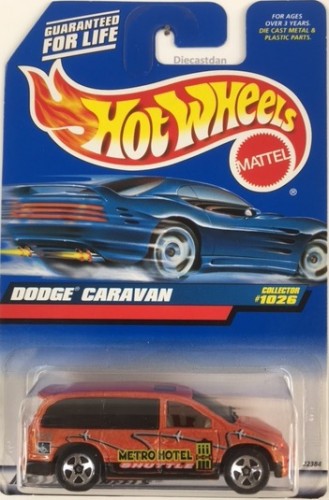 GUARANTEED
FOR LIFE
Diecastdan
FOR AGES
OVER 3 YEARS.
DIE CAST METAL &
PLASTIC PARTS.
HOT WHEELS
MATTEL
®
DODGE® CARAVAN
COLLECTOR
#1026
METRO HOTEL
SHUTTLE